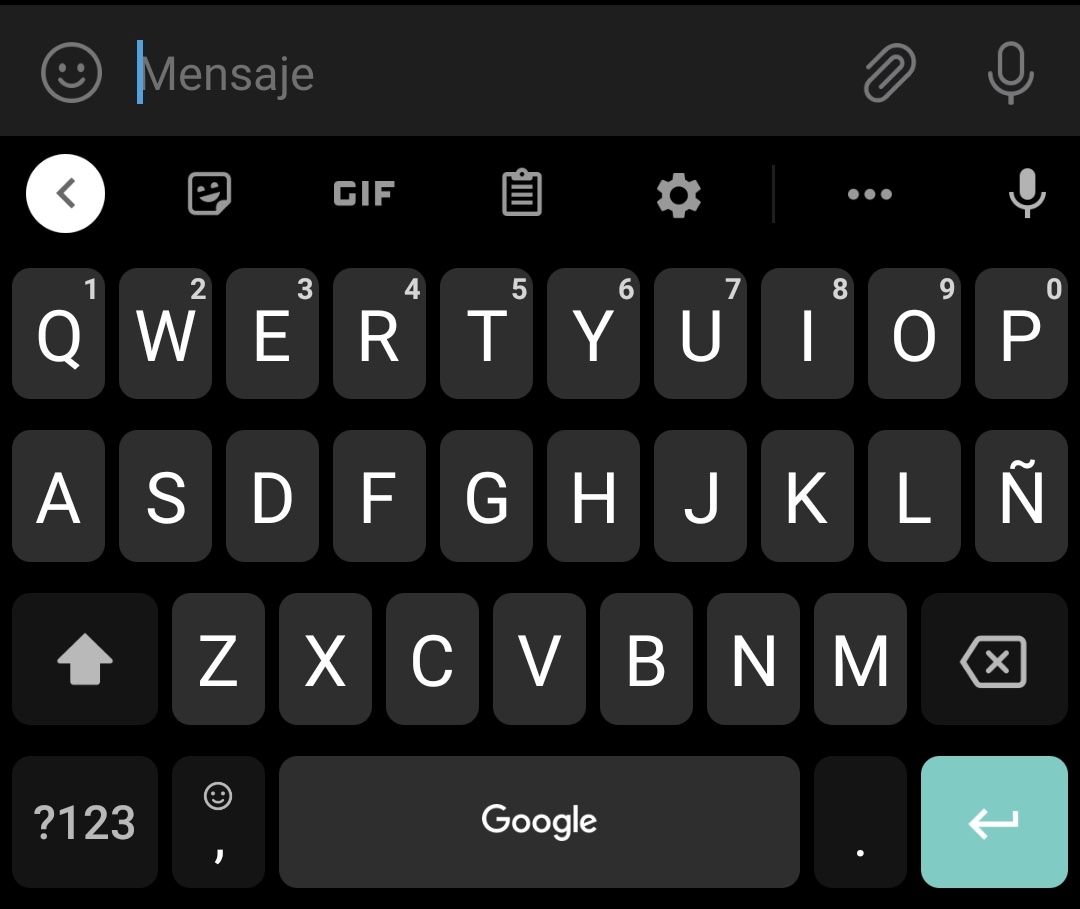 Mensaje
GIF
1 2 3 4 5 6 7 8 9 0
Q W E R T Y U I O P
A S D F G H J K L Ñ
Z X C V B N M
?123 , Google .